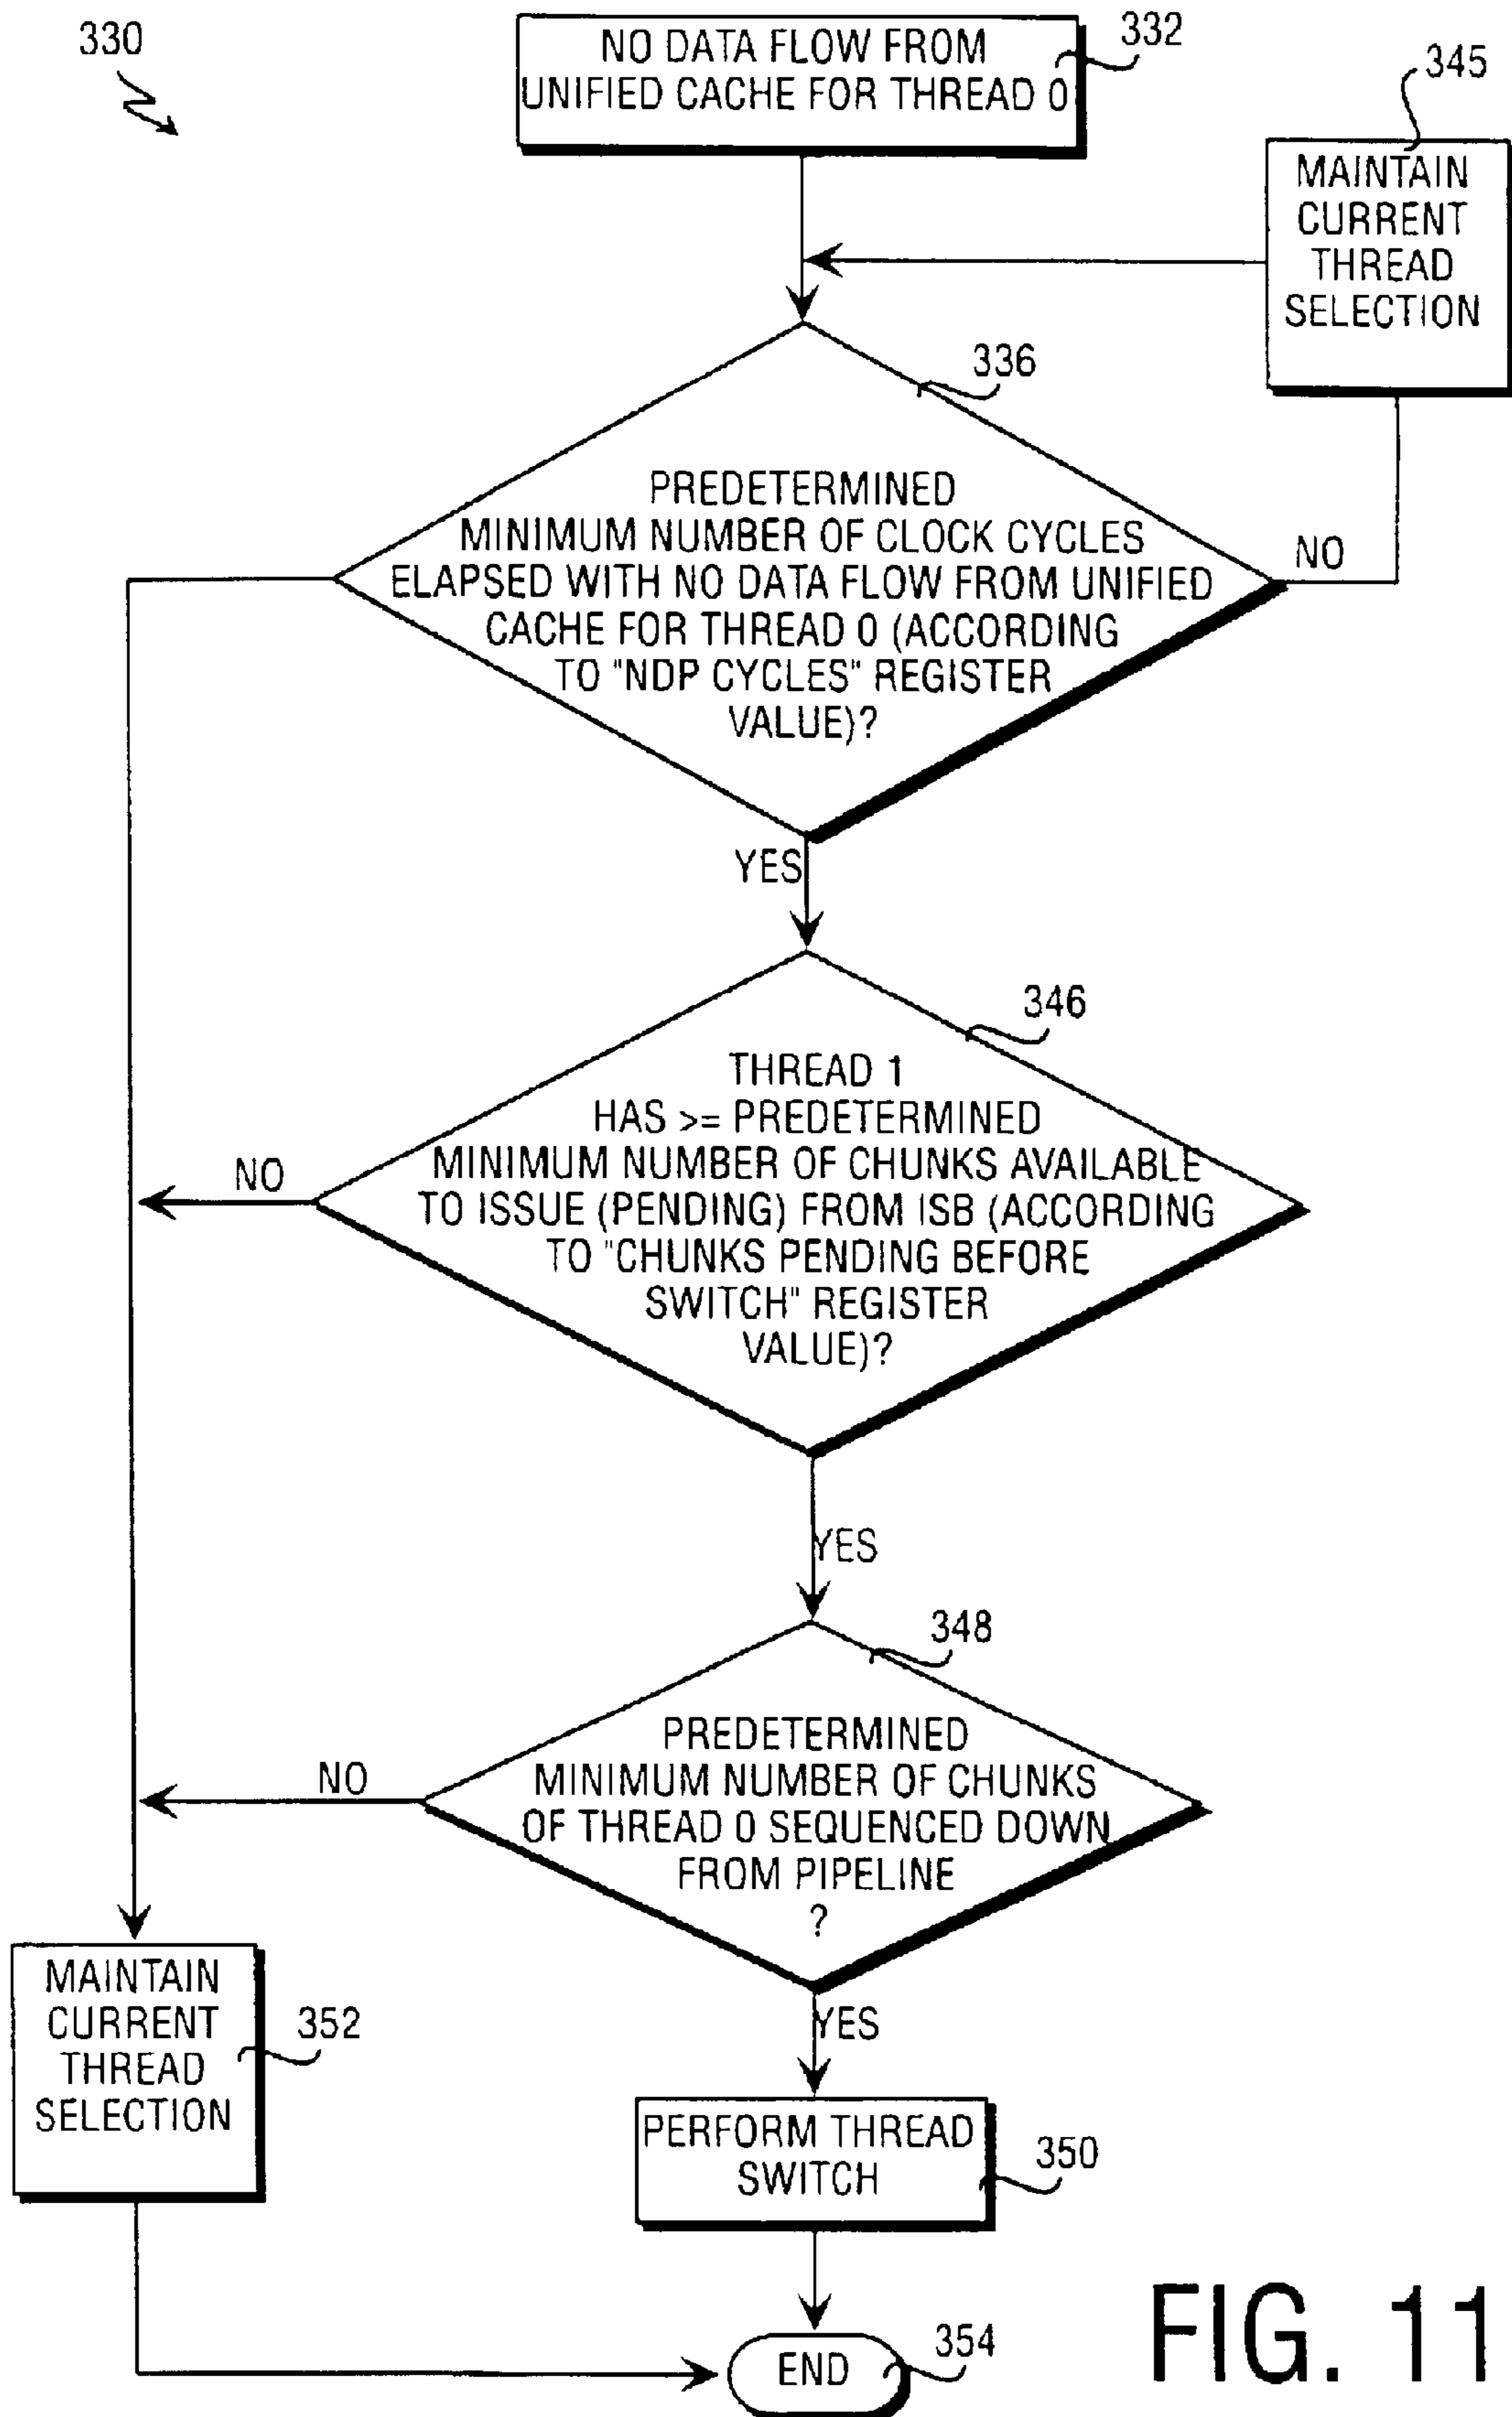 330
NO DATA FLOW FROM
UNIFIED CACHE FOR THREAD 0
332
345
MAINTAIN
CURRENT
THREAD
SELECTION
336
PREDETERMINED
MINIMUM NUMBER OF CLOCK CYCLES
ELAPSED WITH NO DATA FLOW FROM UNIFIED
CACHE FOR THREAD 0 (ACCORDING
TO "NDP CYCLES" REGISTER
VALUE)?
NO
YES
346
THREAD 1
HAS >= PREDETERMINED
MINIMUM NUMBER OF CHUNKS AVAILABLE
TO ISSUE (PENDING) FROM ISB (ACCORDING
TO "CHUNKS PENDING BEFORE
SWITCH" REGISTER
VALUE)?
NO
YES
348
PREDETERMINED
MINIMUM NUMBER OF CHUNKS
OF THREAD 0 SEQUENCED DOWN
FROM PIPELINE
?
NO
YES
MAINTAIN
CURRENT
THREAD
SELECTION
352
PERFORM THREAD
SWITCH
350
END
354
FIG. 11